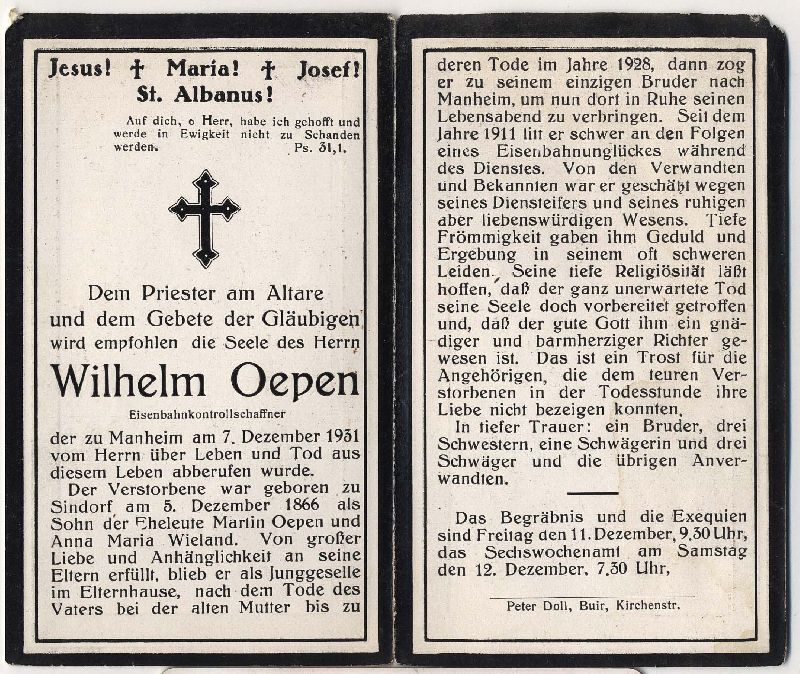 Jesus! ✝ Maria! ✝ Josef!
St. Albanus!
Auf dich, o Herr, habe ich gehofft und
werde in Ewigkeit nicht zu Schanden
werden. Ps. 31,1.
Dem Priester am Altare
und dem Gebete der Gläubigen
wird empfohlen die Seele des Herrn
Wilhelm Oepen
Eisenbahnkontrollschaffner
der zu Manheim am 7. Dezember 1931
vom Herrn über Leben und Tod aus
diesem Leben abberufen wurde.
Der Verstorbene war geboren zu
Sindorf am 5. Dezember 1866 als
Sohn der Eheleute Martin Oepen und
Anna Maria Wieland. Von großer
Liebe und Anhänglichkeit an seine
Eltern erfüllt, blieb er als Junggeselle
im Elternhause, nach dem Tode des
Vaters bei der alten Mutter bis zu
deren Tode im Jahre 1928, dann zog
er zu seinem einzigen Bruder nach
Manheim, um nun dort in Ruhe seinen
Lebensabend zu verbringen. Seit dem
Jahre 1911 litt er schwer an den Folgen
eines Eisenbahnunglückes während
des Dienstes. Von den Verwandten
und Bekannten war er geschätzt wegen
seines Diensteifers und seines ruhigen
aber liebenswürdigen Wesens. Tiefe
Frömmigkeit gaben ihm Geduld und
Ergebung in seinem oft schweren
Leiden. Seine tiefe Religiösität läßt
hoffen, daß der ganz unerwartete Tod
seine Seele doch vorbereitet getroffen
und, daß der gute Gott ihm ein gnä-
diger und barmherziger Richter ge-
wesen ist. Das ist ein Trost für die
Angehörigen, die dem teuren Ver-
storbenen in der Todesstunde ihre
Liebe nicht bezeigen konnten.
In tiefer Trauer: ein Bruder, drei
Schwestern, eine Schwägerin und drei
Schwäger und die übrigen Anver-
wandten.
Das Begräbnis und die Exequien
sind Freitag den 11. Dezember, 9,30 Uhr,
das Sechswochenamt am Samstag
den 12. Dezember, 7,30 Uhr,
Peter Doll, Buir, Kirchenstr.